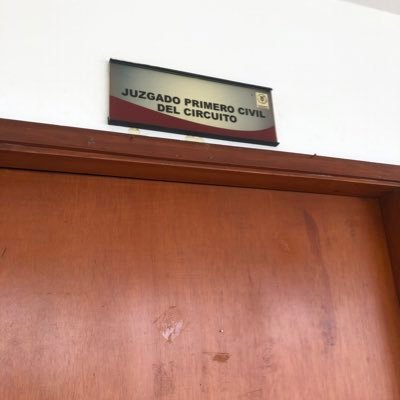 JUZGADO PRIMERO CIVIL
DEL CIRCUITO